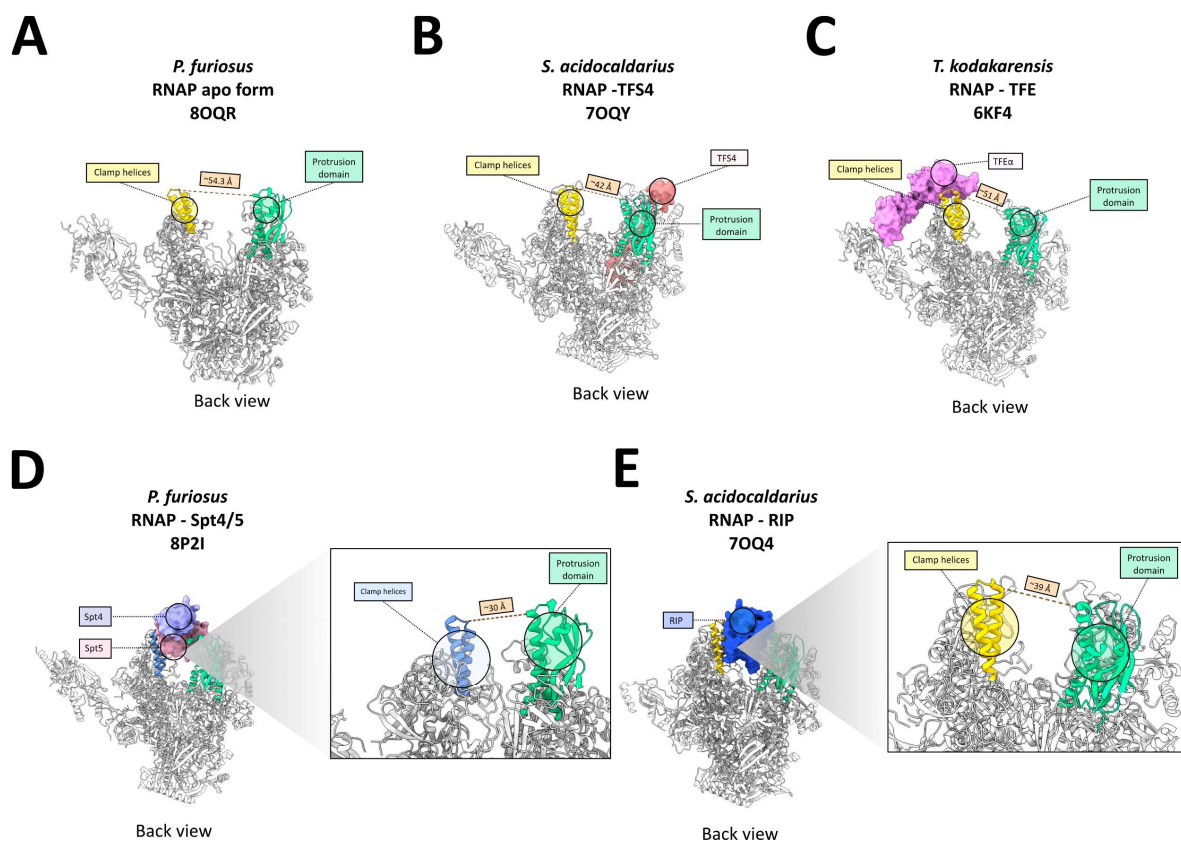 A
P. furiosus
RNAP apo form
8OQR
Clamp helices
~54.3 Å
Protrusion
domain
Back view
B
S. acidocaldarius
RNAP -TFS4
7OQY
Clamp helices
~42 Å
TFS4
Protrusion
domain
Back view
C
T. kodakarensis
RNAP - TFE
6KF4
Clamp helices
TFEα
~51 Å
Protrusion
domain
Back view
D
P. furiosus
RNAP - Spt4/5
8P2I
Spt4
Spt5
Clamp helices
~30 Å
Protrusion
domain
Back view
E
S. acidocaldarius
RNAP - RIP
7OQ4
RIP
Clamp helices
~39 Å
Protrusion
domain
Back view